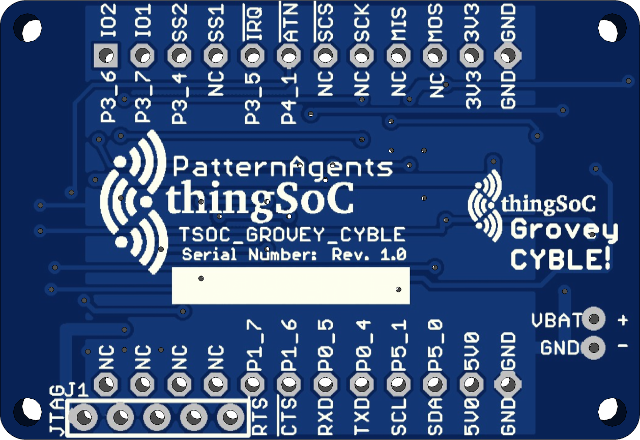 IO2 IO1 SS2 SS1 IRQ ATN SCS SCK MIS MOS 3V3 GND
P3_6 P3_7 P3_4 NC P3_5 P4_1 NC NC NC NC 3V3 GND
PatternAgents
thingSoC
TSOC_GROVEY_CYBLE
Serial Number: Rev. 1.0
thingSoC
Grovey
CYBLE!
VBAT +
GND -
NC NC NC NC P1_7 P1_6 P0_5 P0_4 P5_1 P5_0 5V0 GND
J1
JTAG
RTS CTS RXD TXD SCL SDA 5V0 GND